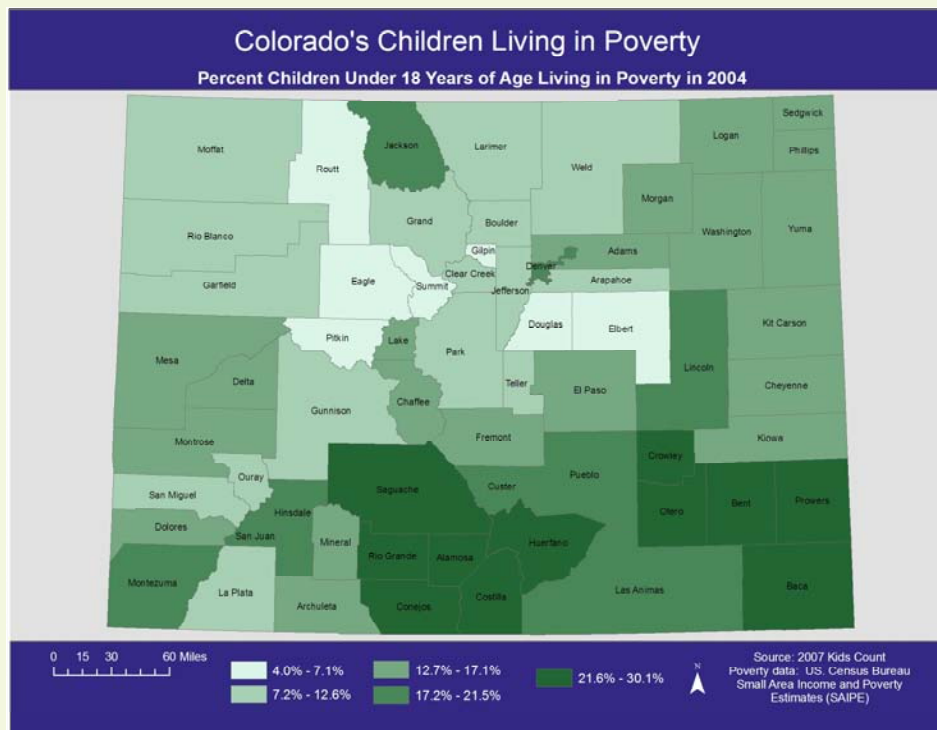 Colorado's Children Living in Poverty
Percent Children Under 18 Years of Age Living in Poverty in 2004
Sedgwick
Logan
Moffat
Jackson
Larimer
Phillips
Routt
Weld
Morgan
Grand
Boulder
Washington
Yuma
Rio Blanco
Gilpin
Adams
Denver
Clear Creek
Eagle
Arapahoe
Garfield
Summit
Jefferson
Kit Carson
Douglas
Elbert
Pitkin
Lake
Mesa
Park
Lincoln
Delta
Teller
El Paso
Cheyenne
Chaffee
Gunnison
Fremont
Kiowa
Montrose
Crowley
Ouray
Pueblo
Saguache
Custer
San Miguel
Bent
Prowers
Hinsdale
Otero
Dolores
San Juan
Mineral
Huerfano
Rio Grande
Alamosa
Montezuma
La Plata
Las Animas
Baca
Costilla
Archuleta
Conejos
0 15 30 60 Miles
4.0% - 7.1%
7.2% - 12.6%
12.7% - 17.1%
17.2% - 21.5%
21.6% - 30.1%
N
Source: 2007 Kids Count
Poverty data: US. Census Bureau
Small Area Income and Poverty
Estimates (SAIPE)